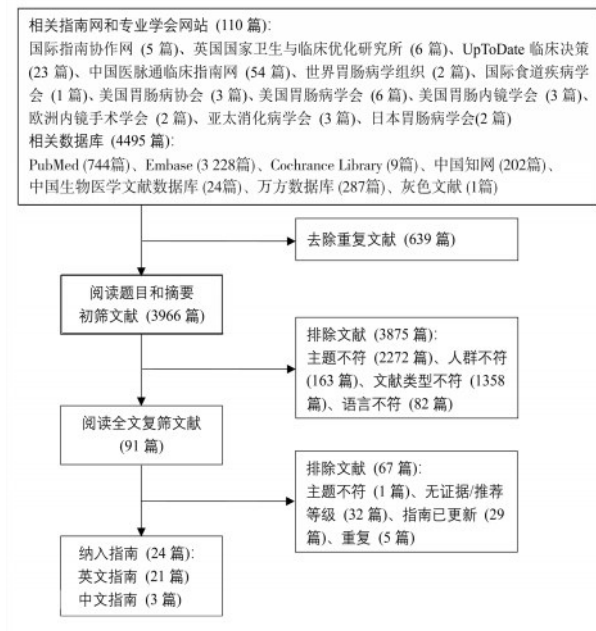 相关指南网和专业学会网站 (110 篇):
国际指南协作网 (5 篇)、英国国家卫生与临床优化研究所 (6 篇)、UpToDate 临床决策
(23 篇)、中国医脉通临床指南网 (54 篇)、世界胃肠病学组织 (2 篇)、国际食道疾病学
会 (1 篇)、美国胃肠病协会 (3 篇)、美国胃肠病学会 (6 篇)、美国胃肠内镜学会 (3 篇)、
欧洲内镜手术学会 (2 篇)、亚太消化病学会 (3 篇)、日本胃肠病学会(2 篇)
相关数据库 (4495 篇):
PubMed (744篇)、Embase (3 228篇)、Cochrance Library (9篇)、中国知网 (202篇)、
中国生物医学文献数据库 (24篇)、万方数据库 (287篇)、灰色文献 (1篇)
去除重复文献 (639 篇)
阅读题目和摘要
初筛文献 (3966 篇)
排除文献 (3875 篇):
主题不符 (2272 篇)、人群不符
(163 篇)、文献类型不符 (1358
篇)、语言不符 (82 篇)
阅读全文复筛文献
(91 篇)
排除文献 (67 篇):
主题不符 (1 篇)、无证据/推荐
等级 (32 篇)、指南已更新 (29
篇)、重复 (5 篇)
纳入指南 (24 篇):
英文指南 (21 篇)
中文指南 (3 篇)